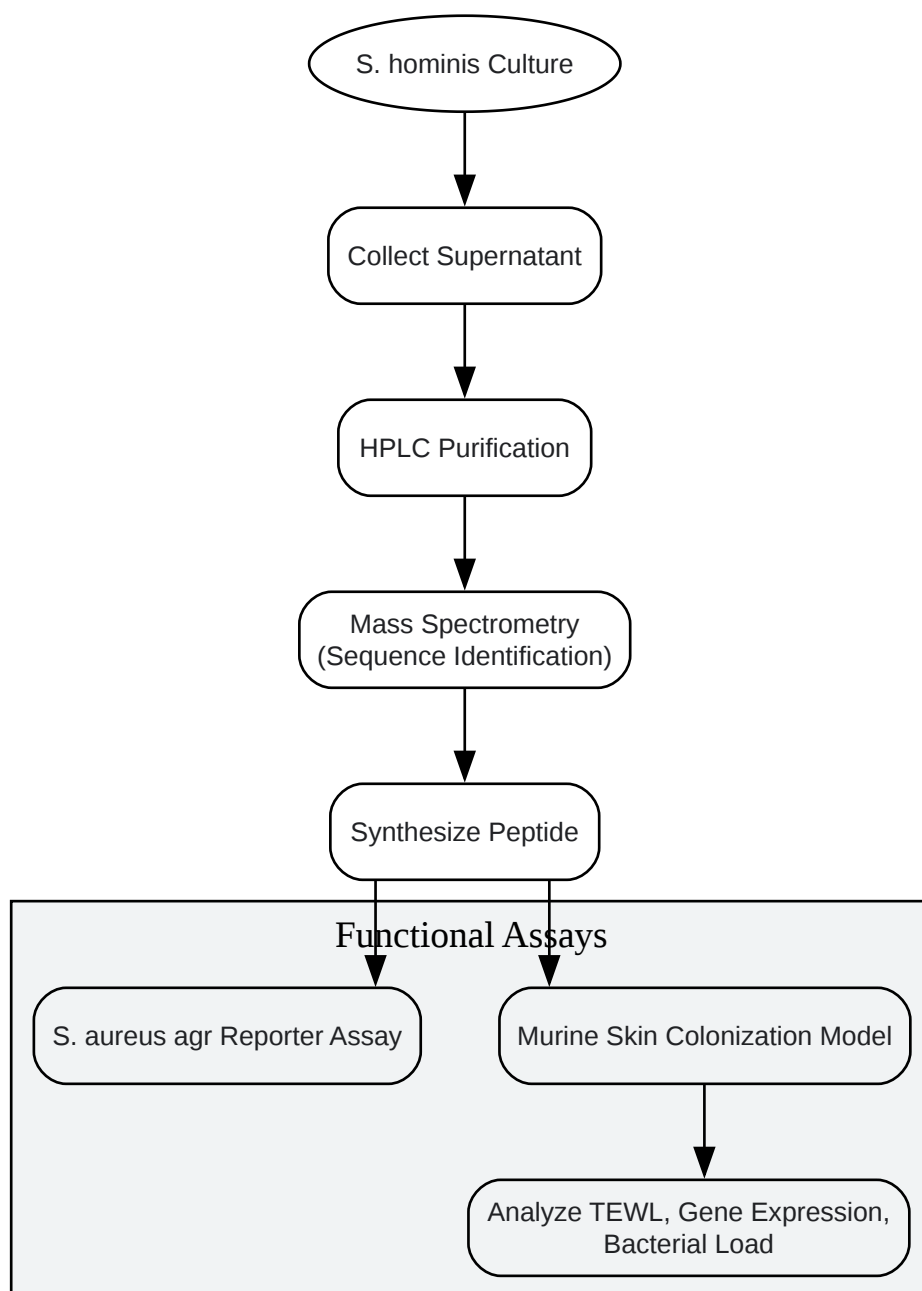 S. hominis Culture
Collect Supernatant
HPLC Purification
Mass Spectrometry
(Sequence Identification)
Synthesize Peptide
Functional Assays
S. aureus agr Reporter Assay
Murine Skin Colonization Model
Analyze TEWL, Gene Expression,
Bacterial Load